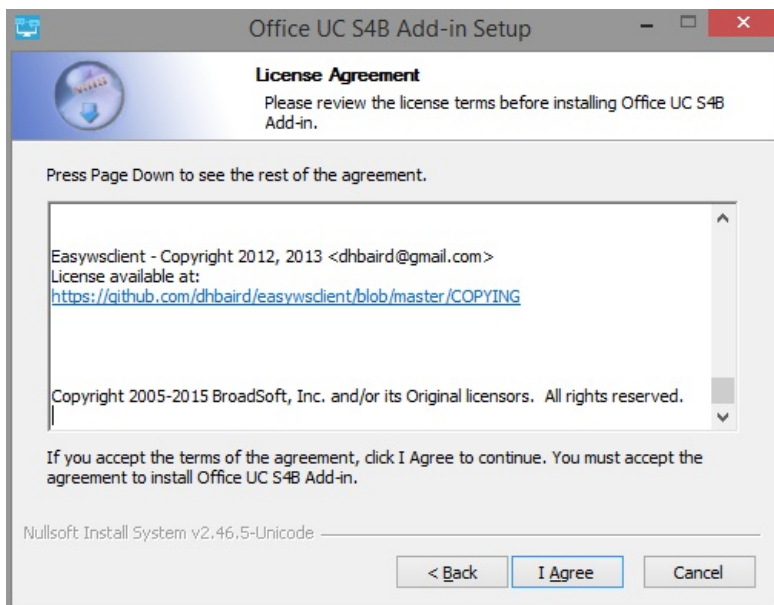 Office UC S4B Add-in Setup
License Agreement
Please review the license terms before installing Office UC S4B
Add-in.
Press Page Down to see the rest of the agreement.
Easywsclient - Copyright 2012, 2013 <dhbaird@gmail.com>
License available at:
https://github.com/dhbaird/easywsclient/blob/master/COPYING
Copyright 2005-2015 BroadSoft, Inc. and/or its Original licensors.  All rights reserved.
If you accept the terms of the agreement, click I Agree to continue. You must accept the
agreement to install Office UC S4B Add-in.
Nullsoft Install System v2.46.5-Unicode
< Back
I Agree
Cancel